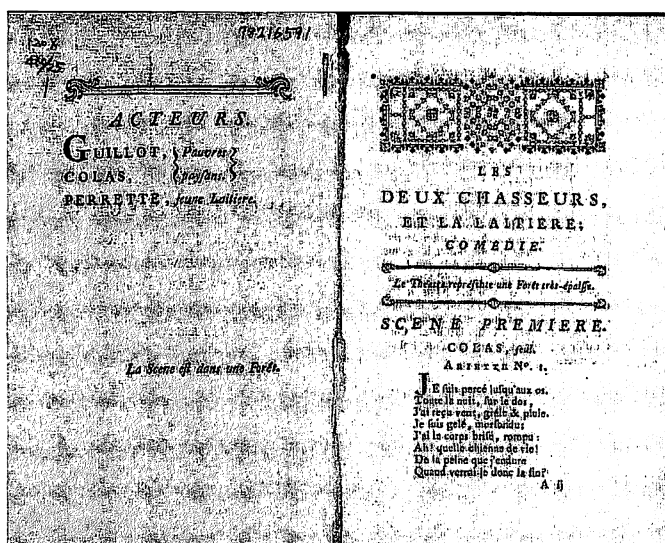 79216591
ACTEURS.
GUILLOT, Pauvres
COLAS, paysans.
PERRETTE, jeune Laitiere.
La Scene est dans une Forêt.
LES
DEUX CHASSEURS,
ET LA LAITIERE;
COMEDIE.
Le Théatre représente une Forêt très-épaisse.
SCENE PREMIERE.
COLAS, seul.
ARIETTE Nº. 1.
JE suis percé jusqu'aux os.
Toute la nuit, sur le dos,
J'ai reçu vent, grêle & pluie.
Je suis gelé, morfondu;
J'ai le corps brisé, rompu:
Ah! quelle chienne de vie!
De la peine que j'endure
Quand verrai-je donc la fin?
A ij